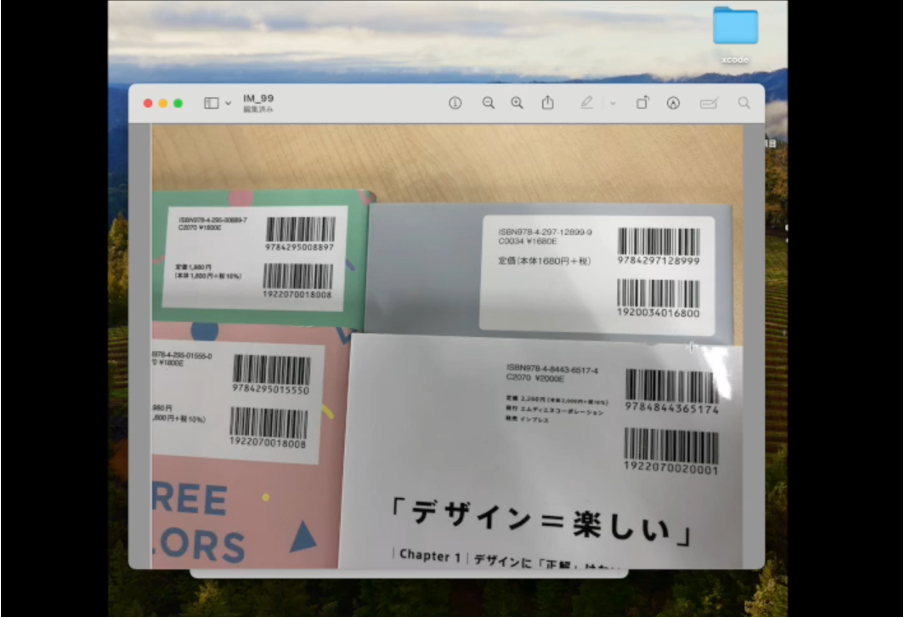 xcode
IM_99
編集済み
ISBN978-4-295-00889-7
C2070 ¥1800E
9784295008897
定価1,980円
(本体1,800円+税10%)
1922070018008
ISBN978-4-297-12899-9
C0034 ¥1680E
9784297128999
定価(本体1680円+税)
1920034016800
978-4-295-01555-0
¥1800E
9784295015550
980円
,800円+税10%)
1922070018008
REE
ORS
ISBN978-4-8443-6517-4
C2070 ¥2000E
9784844365174
定価 2,200円(本体2,000円+税10%)
発行 エムディエヌコーポレーション
発売 インプレス
1922070020001
「デザイン=楽しい」
Chapter 1 | デザインに「正解」は